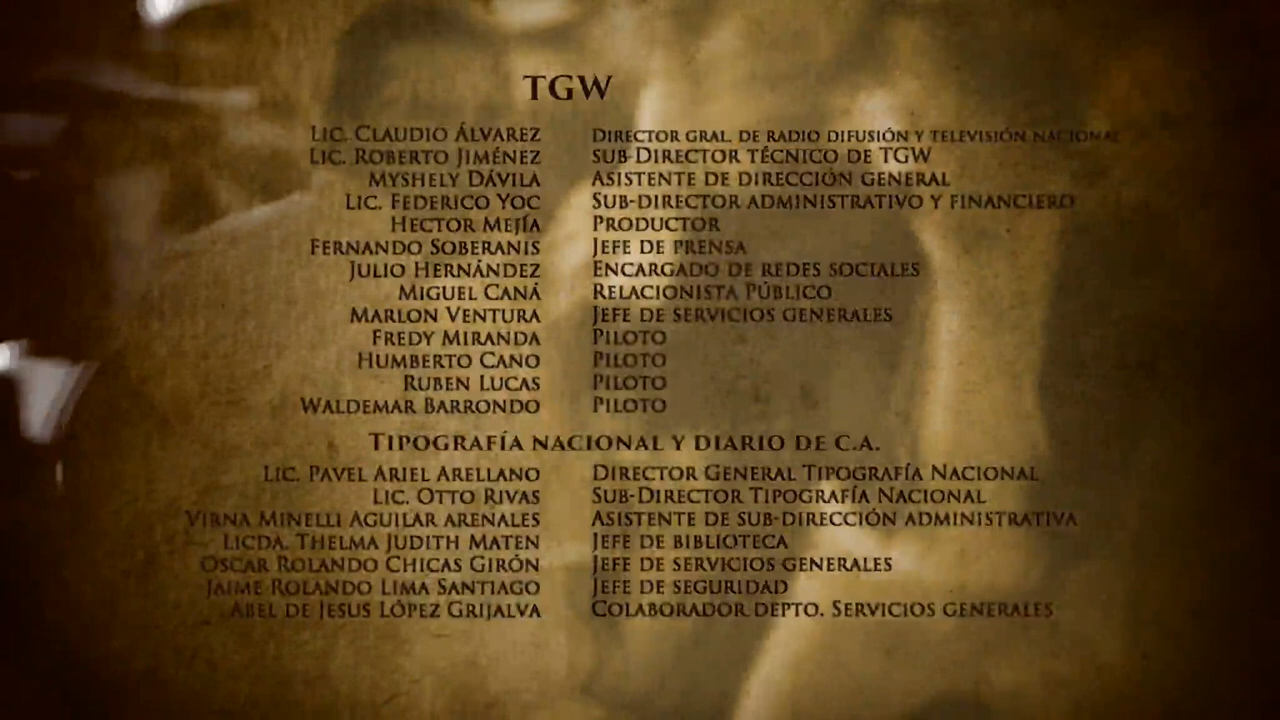 TGW
Lic. Claudio Álvarez Director Gral. de Radio Difusión y Televisión Nacional
Lic. Roberto Jiménez Sub-Director Técnico de TGW
Myshely Dávila Asistente de Dirección General
Lic. Federico Yoc Sub-Director Administrativo y Financiero
Hector Mejía Productor
Fernando Soberanis Jefe de Prensa
Julio Hernández Encargado de Redes Sociales
Miguel Caná Relacionista Público
Marlon Ventura Jefe de Servicios Generales
Fredy Miranda Piloto
Humberto Cano Piloto
Ruben Lucas Piloto
Waldemar Barrondo Piloto
Tipografía Nacional y Diario de C.A.
Lic. Pavel Ariel Arellano Director General Tipografía Nacional
Lic. Otto Rivas Sub-Director Tipografía Nacional
Virna Minelli Aguilar Arenales Asistente de Sub-Dirección Administrativa
Licda. Thelma Judith Maten Jefe de Biblioteca
Oscar Rolando Chicas Girón Jefe de Servicios Generales
Jaime Rolando Lima Santiago Jefe de Seguridad
Abel de Jesus López Grijalva Colaborador Depto. Servicios Generales